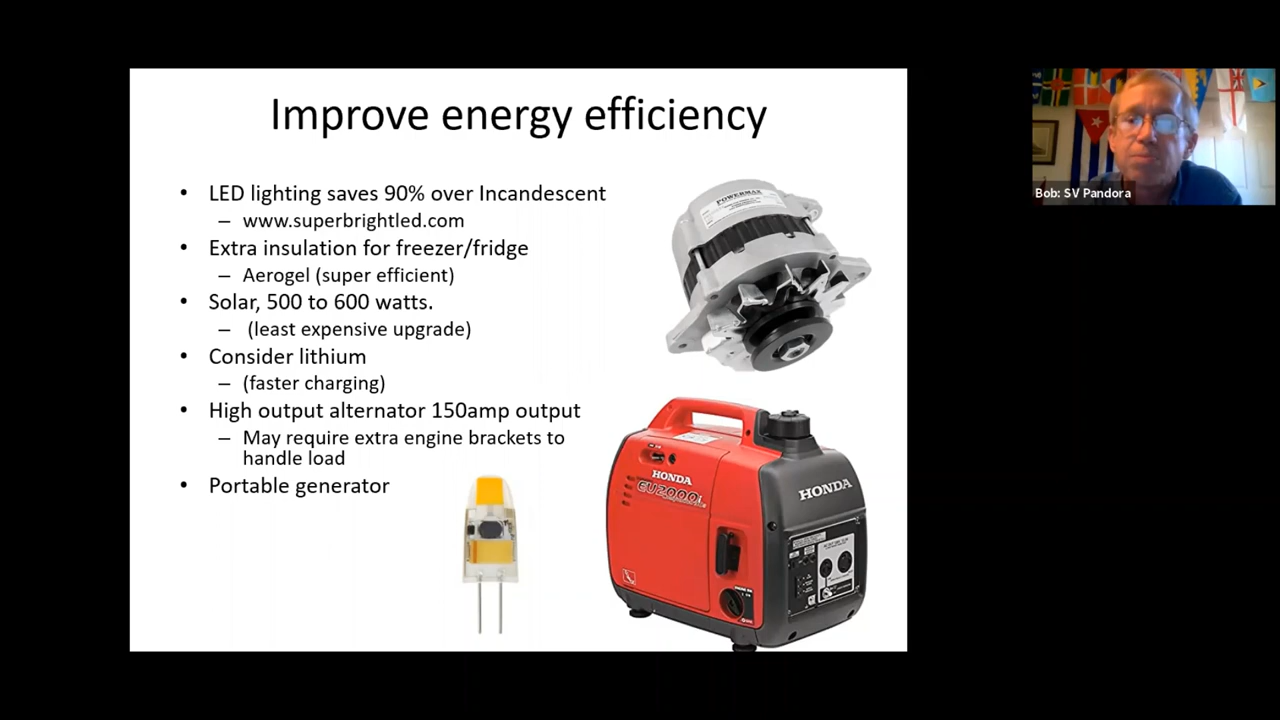 Improve energy efficiency
• LED lighting saves 90% over Incandescent
– www.superbrightled.com
• Extra insulation for freezer/fridge
– Aerogel (super efficient)
• Solar, 500 to 600 watts.
– (least expensive upgrade)
• Consider lithium
– (faster charging)
• High output alternator 150amp output
– May require extra engine brackets to
handle load
• Portable generator
POWERMAX
HONDA
EU2000i
HONDA
Bob: SV Pandora